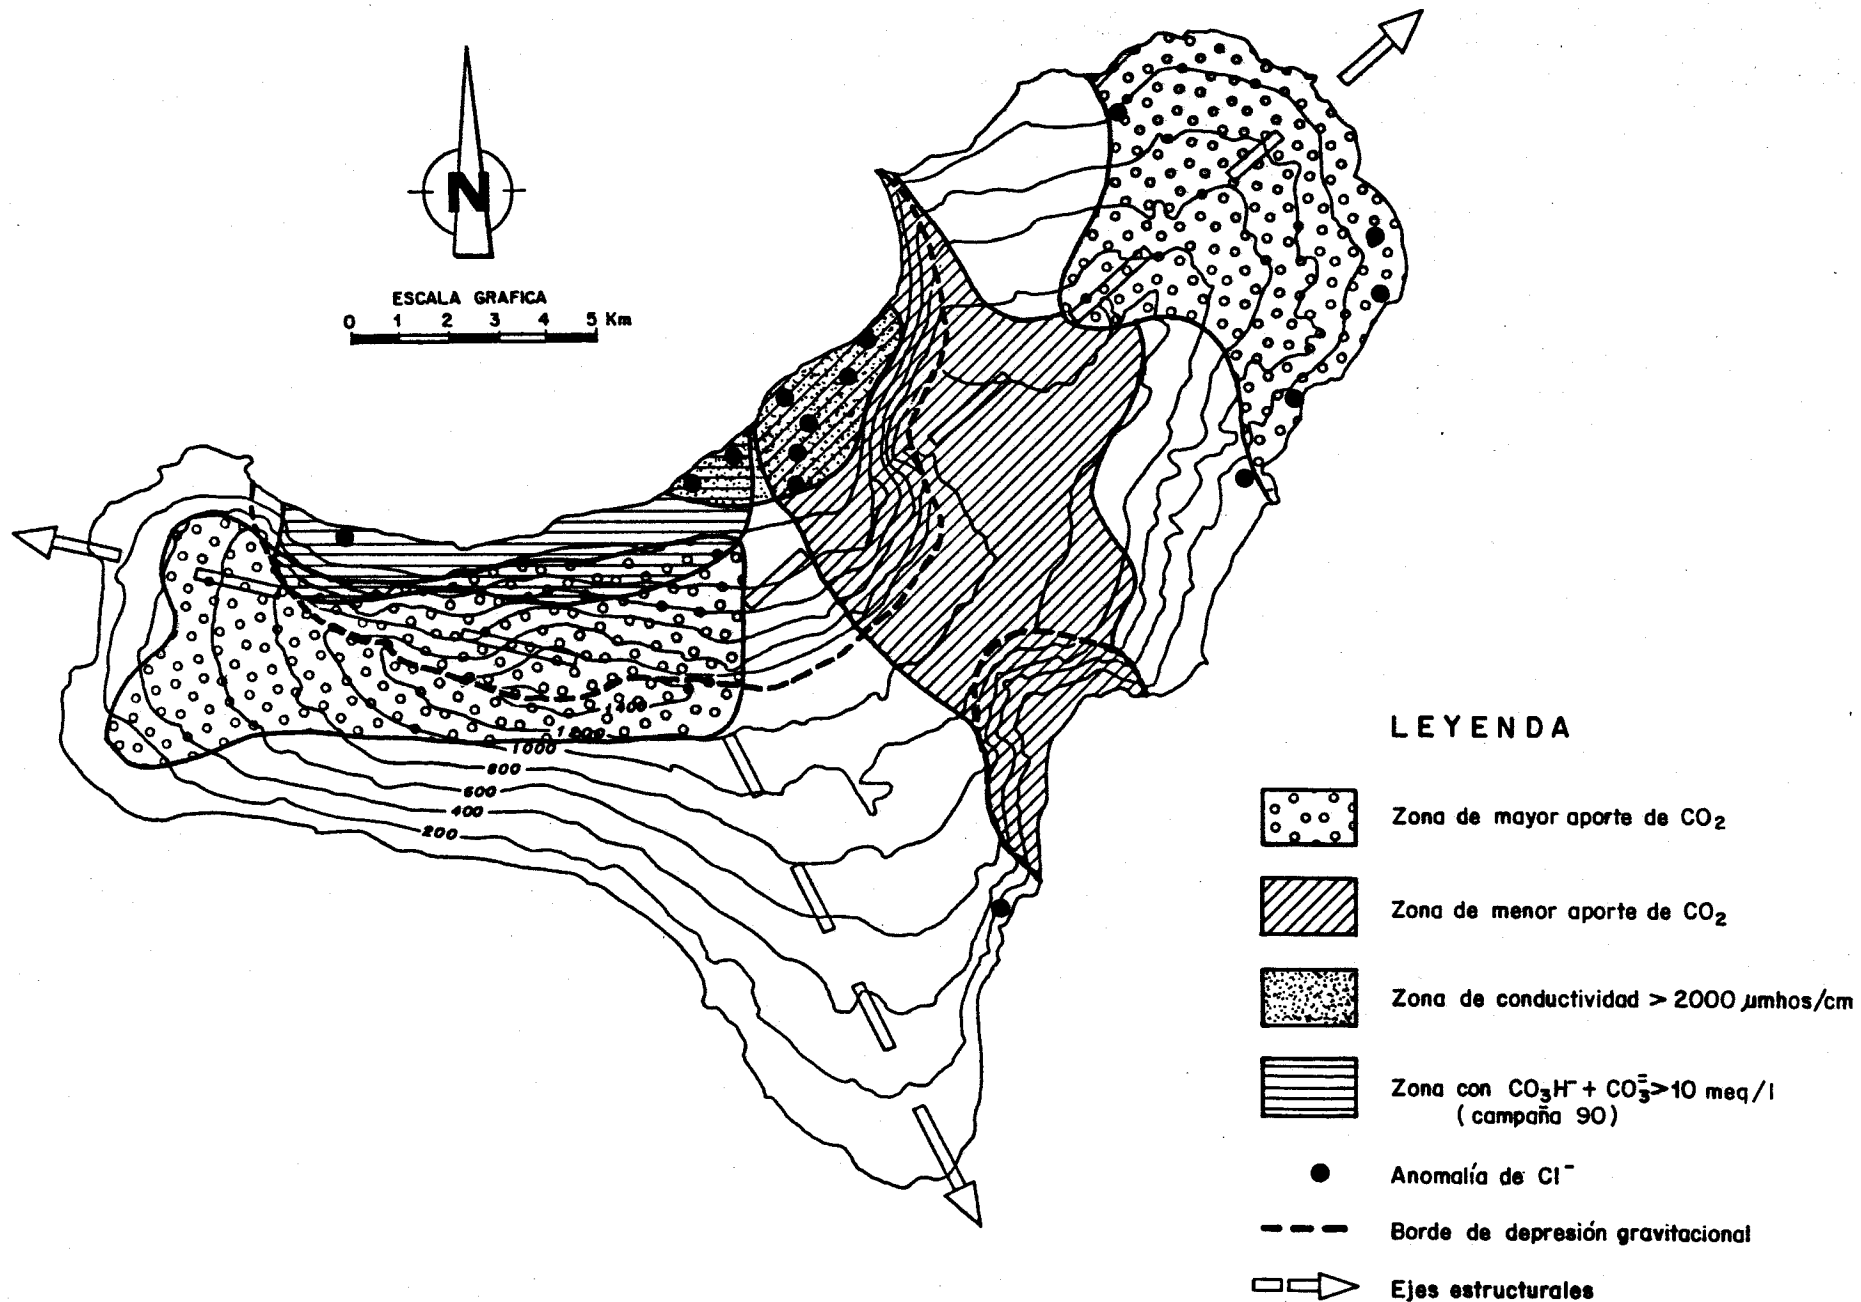 N
ESCALA GRAFICA
0 1 2 3 4 5 Km
1400
1200
1000
800
600
400
200
LEYENDA
Zona de mayor aporte de CO₂
Zona de menor aporte de CO₂
Zona de conductividad > 2000 µmhos/cm
Zona con CO₃H⁻ + CO₃⁼ >10 meq/l
(campaña 90)
Anomalía de Cl⁻
Borde de depresión gravitacional
Ejes estructurales